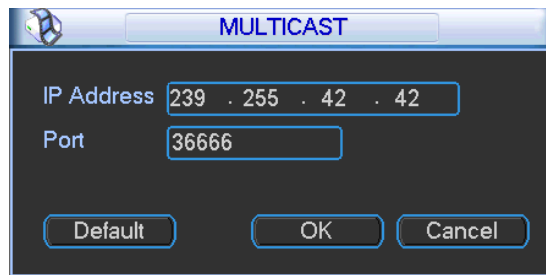 MULTICAST
IP Address 239 . 255 . 42 . 42
Port 36666
Default OK Cancel